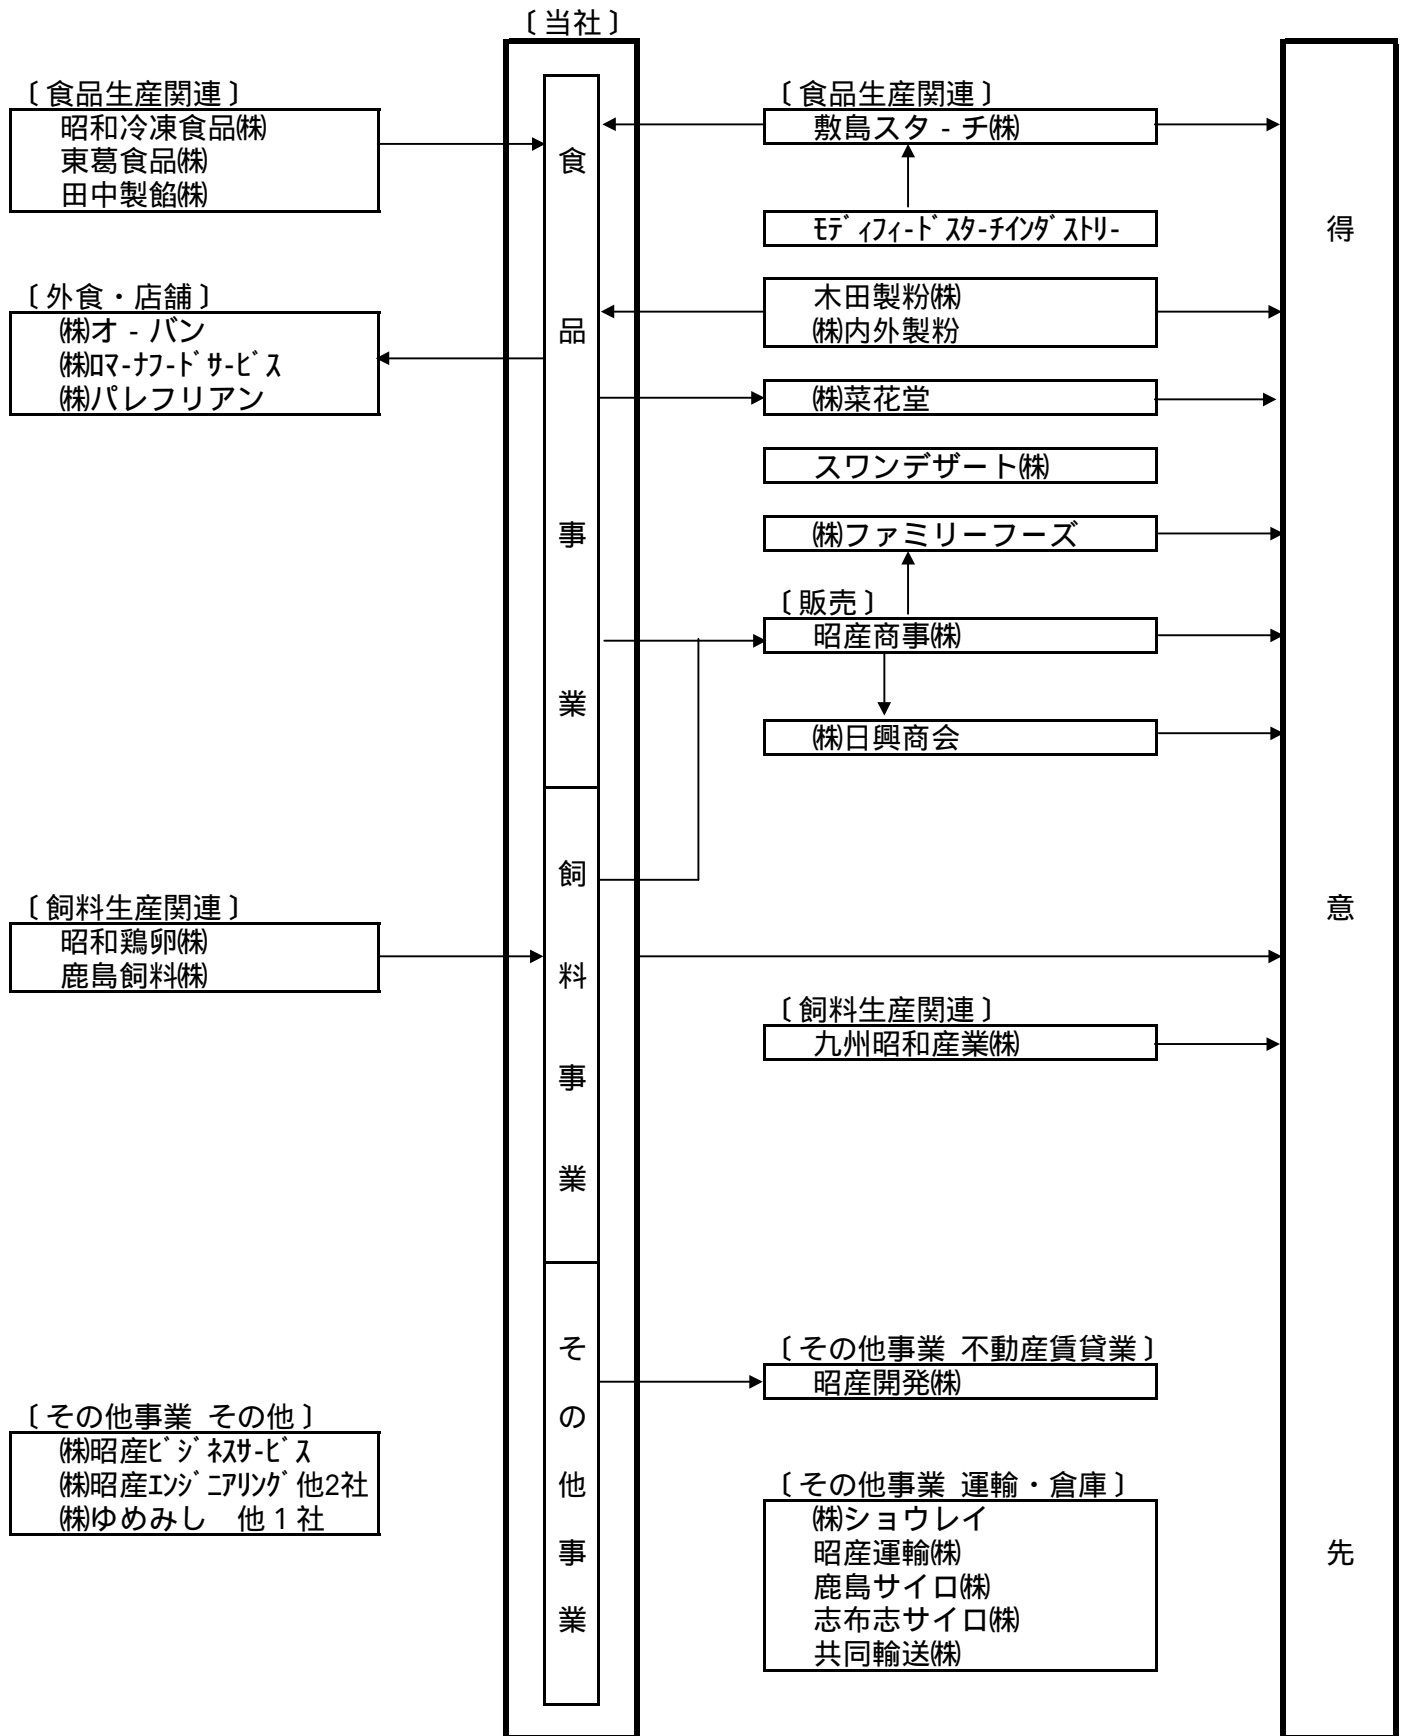 〔当社〕
〔食品生産関連〕
昭和冷凍食品㈱
東葛食品㈱
田中製餡㈱
〔外食・店舗〕
㈱オ-バン
㈱ﾛﾏ-ﾅﾌ-ﾄﾞｻ-ﾋﾞｽ
㈱パレフリアン
〔飼料生産関連〕
昭和鶏卵㈱
鹿島飼料㈱
〔その他事業 その他〕
㈱昭産ﾋﾞｼﾞﾈｽｻ-ﾋﾞｽ
㈱昭産ｴﾝｼﾞﾆｱﾘﾝｸﾞ他2社
㈱ゆめみし　他１社
食品事業
飼料事業
その他事業
〔食品生産関連〕
敷島スタ-チ㈱
ﾓﾃﾞｨﾌｨ-ﾄﾞｽﾀ-ﾁｲﾝﾀﾞｽﾄﾘ-
木田製粉㈱
㈱内外製粉
㈱菜花堂
スワンデザート㈱
㈱ファミリーフーズ
〔販売〕
昭産商事㈱
㈱日興商会
〔飼料生産関連〕
九州昭和産業㈱
〔その他事業 不動産賃貸業〕
昭産開発㈱
〔その他事業 運輸・倉庫〕
㈱ショウレイ
昭産運輸㈱
鹿島サイロ㈱
志布志サイロ㈱
共同輸送㈱
得意先